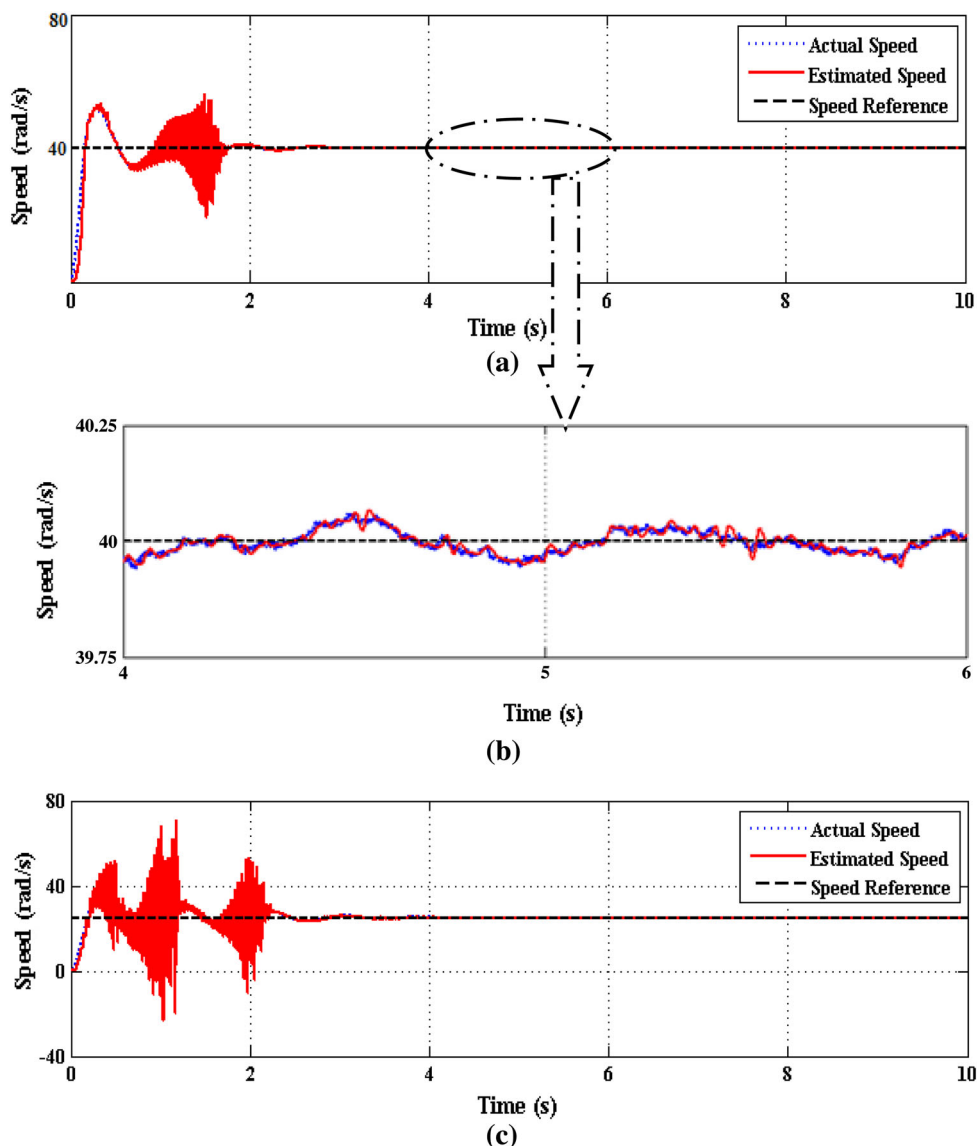 80
40
Speed (rad/s)
Actual Speed
Estimated Speed
Speed Reference
0
2
4
6
8
10
Time (s)
(a)
40.25
40
39.75
Speed (rad/s)
4
5
6
Time (s)
(b)
80
40
0
-40
Speed (rad/s)
Actual Speed
Estimated Speed
Speed Reference
0
2
4
6
8
10
Time (s)
(c)